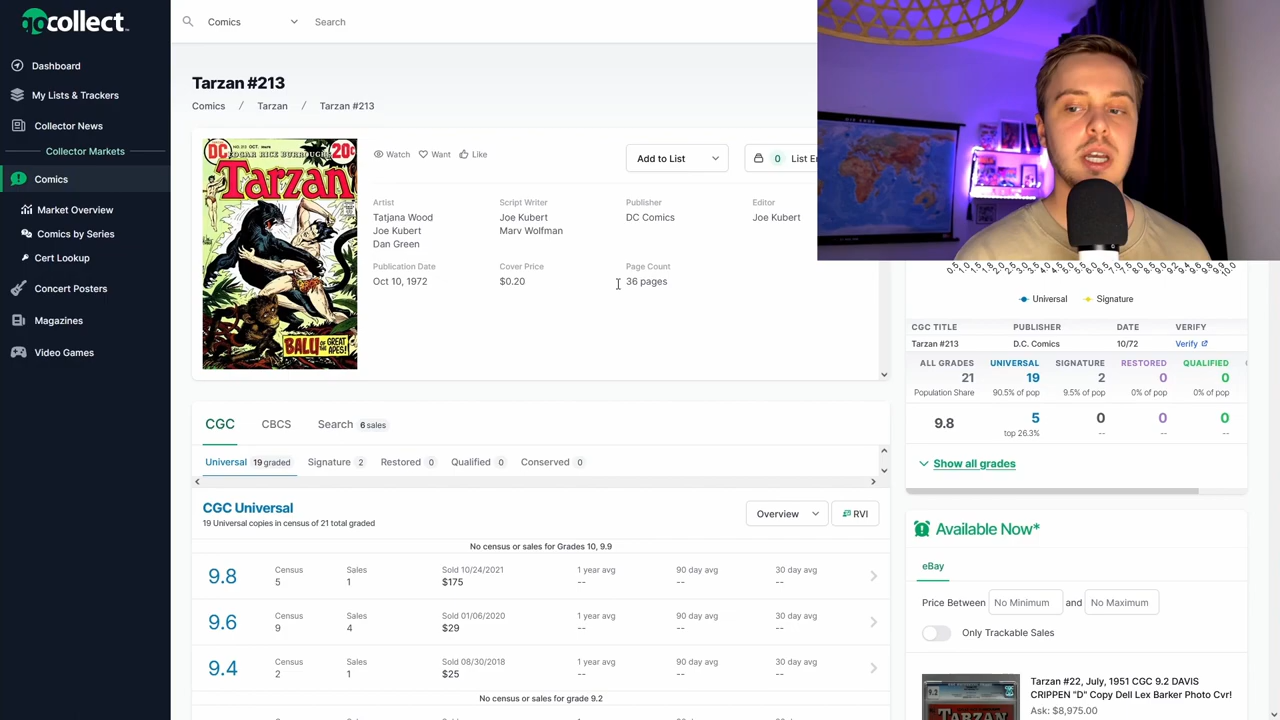 gocollect
Comics
Search
Dashboard
My Lists & Trackers
Collector News
Collector Markets
Comics
Market Overview
Comics by Series
Cert Lookup
Concert Posters
Magazines
Video Games
Tarzan #213
Comics / Tarzan / Tarzan #213
DC
EDGAR RICE BURROUGHS
20¢
Tarzan
BALU OF THE GREAT APES!
Watch Want Like
Add to List
0
Artist
Tatjana Wood
Joe Kubert
Dan Green
Script Writer
Joe Kubert
Marv Wolfman
Publisher
DC Comics
Editor
Joe Kubert
Publication Date
Oct 10, 1972
Cover Price
$0.20
Page Count
36 pages
CGC CBCS Search 6 sales
Universal 19 graded Signature 2 Restored 0 Qualified 0 Conserved 0
CGC Universal
19 Universal copies in census of 21 total graded
Overview
RVI
No census or sales for Grades 10, 9.9
9.8
Census
5
Sales
1
Sold 10/24/2021
$175
1 year avg
--
90 day avg
--
30 day avg
--
9.6
Census
9
Sales
4
Sold 01/06/2020
$29
1 year avg
--
90 day avg
--
30 day avg
--
9.4
Census
2
Sales
1
Sold 08/30/2018
$25
1 year avg
--
90 day avg
--
30 day avg
--
No census or sales for grade 9.2
Universal Signature
CGC TITLE PUBLISHER DATE VERIFY
Tarzan #213 D.C. Comics 10/72 Verify
ALL GRADES UNIVERSAL SIGNATURE RESTORED QUALIFIED
21 19 2 0 0
Population Share 90.5% of pop 9.5% of pop 0% of pop 0% of pop
9.8 5 0 0 0
top 26.3% -- -- --
Show all grades
Available Now*
eBay
Price Between No Minimum and No Maximum
Only Trackable Sales
Tarzan #22, July, 1951 CGC 9.2 DAVIS
CRIPPEN "D" Copy Dell Lex Barker Photo Cvr!
Ask: $8,975.00
9.2
TARZAN